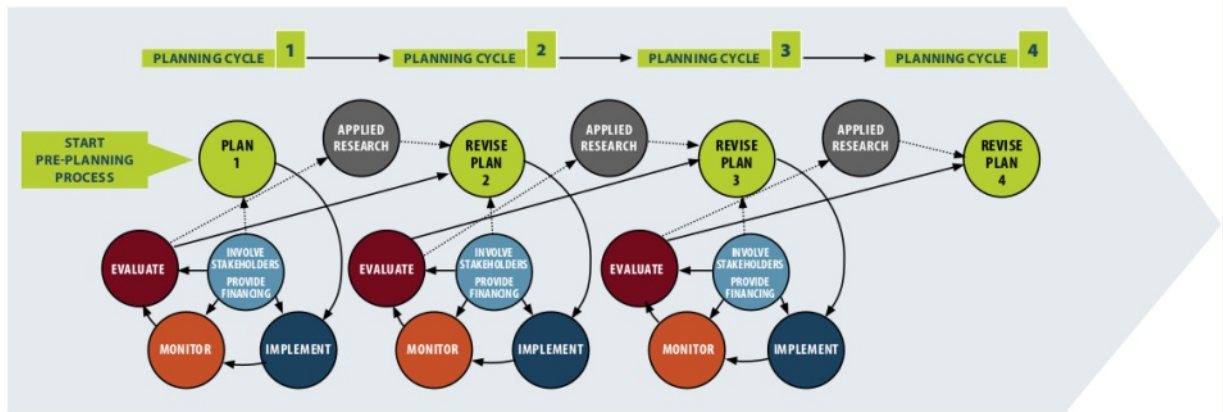 PLANNING CYCLE 1
PLANNING CYCLE 2
PLANNING CYCLE 3
PLANNING CYCLE 4
START
PRE-PLANNING
PROCESS
PLAN
1
APPLIED
RESEARCH
REVISE
PLAN
2
APPLIED
RESEARCH
REVISE
PLAN
3
APPLIED
RESEARCH
REVISE
PLAN
4
EVALUATE
INVOLVE
STAKEHOLDERS
PROVIDE
FINANCING
MONITOR
IMPLEMENT
EVALUATE
INVOLVE
STAKEHOLDERS
PROVIDE
FINANCING
MONITOR
IMPLEMENT
EVALUATE
INVOLVE
STAKEHOLDERS
PROVIDE
FINANCING
MONITOR
IMPLEMENT